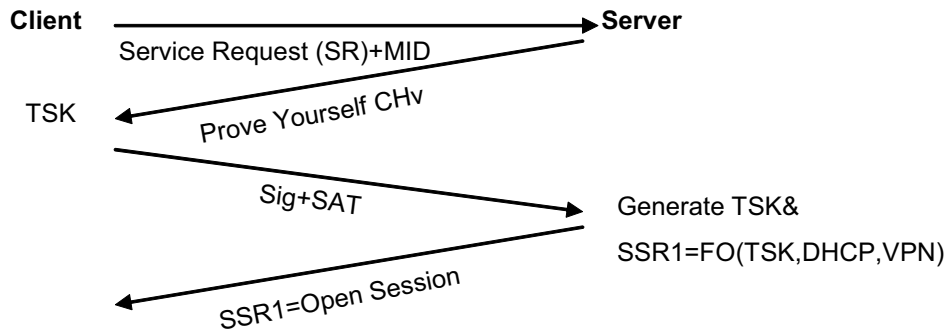 Client
Server
Service Request (SR)+MID
TSK
Prove Yourself CHv
Sig+SAT
Generate TSK&
SSR1=FO(TSK,DHCP,VPN)
SSR1=Open Session